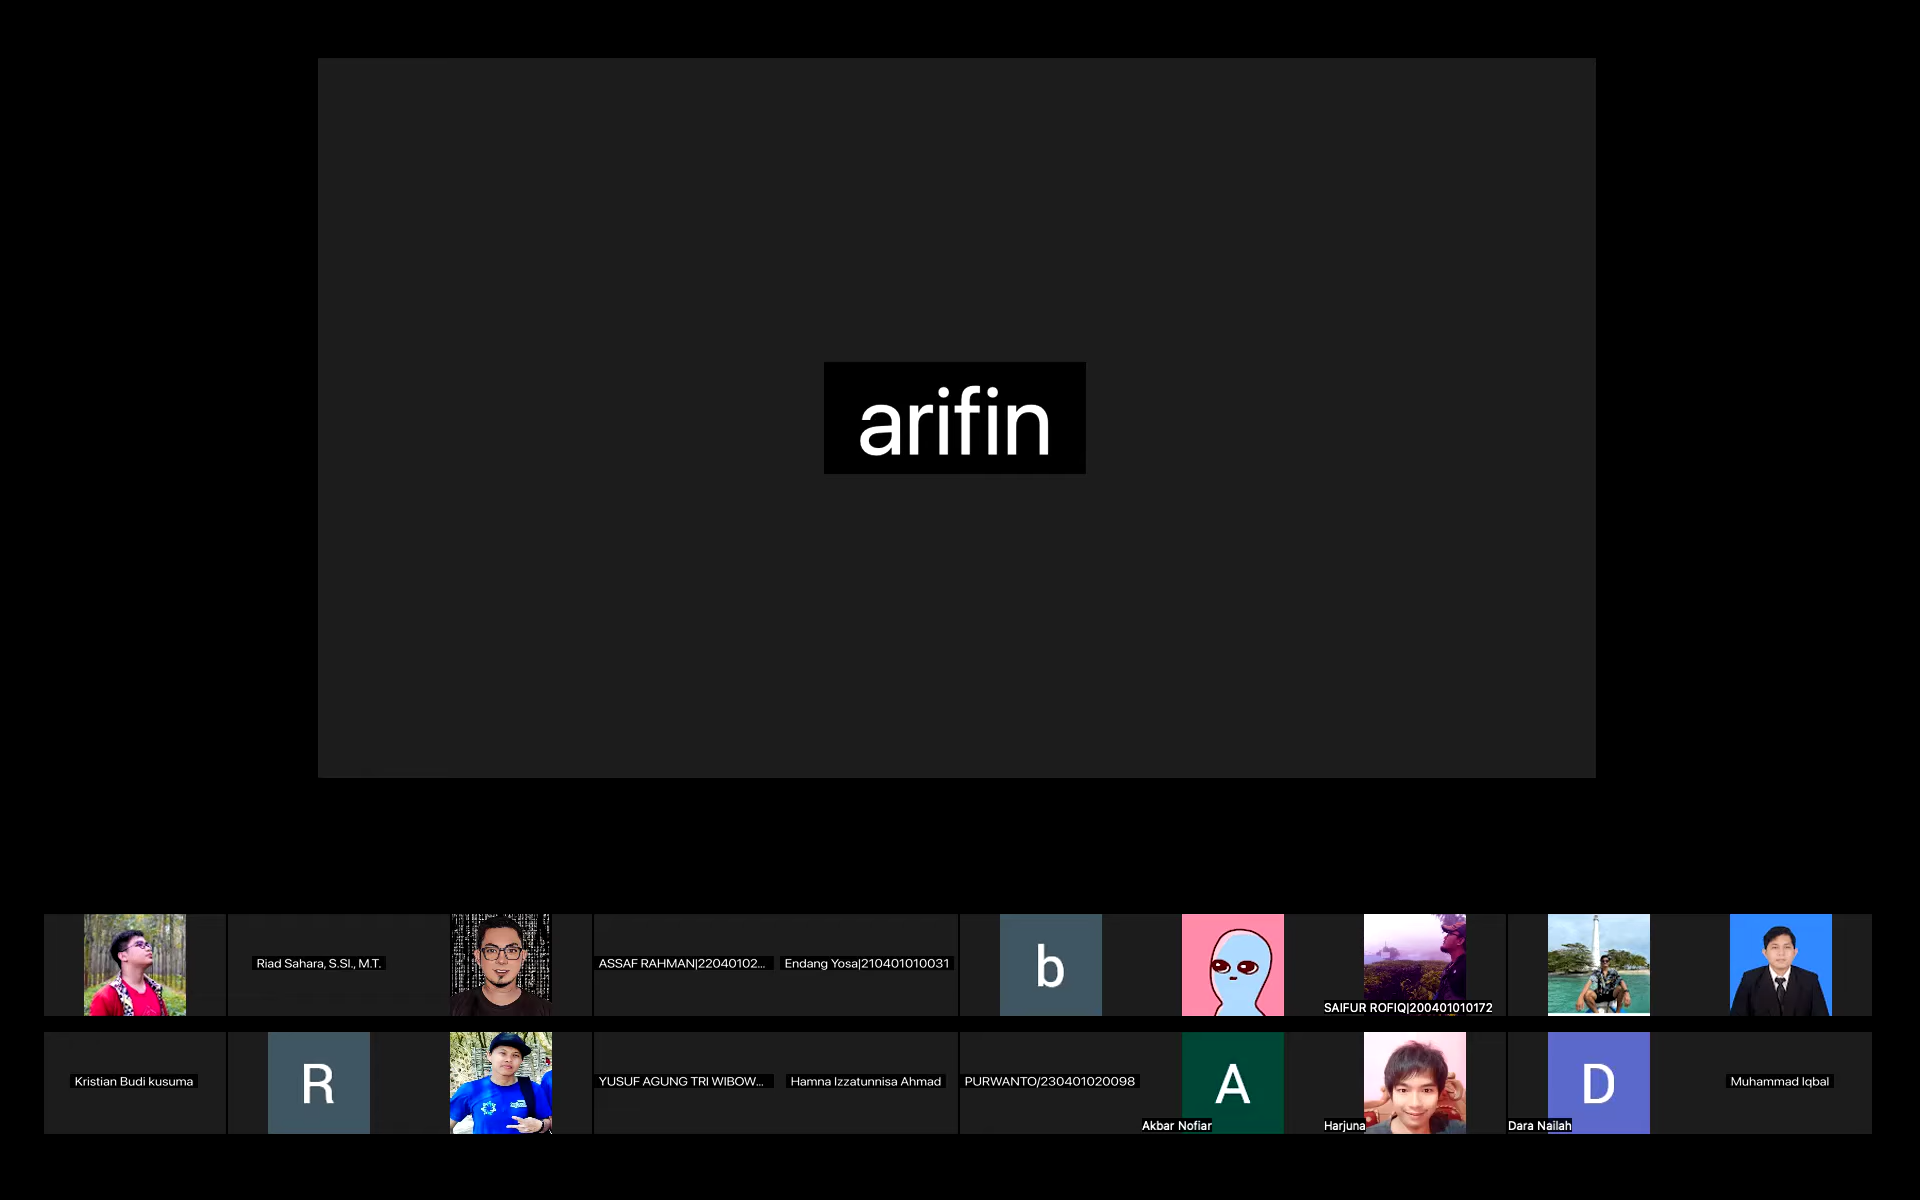 arifin
Riad Sahara, S.SI., M.T.
ASSAF RAHMAN|22040102...
Endang Yosa|210401010031
b
SAIFUR ROFIQ|200401010172
Kristian Budi kusuma
R
YUSUF AGUNG TRI WIBOW...
Hamna Izzatunnisa Ahmad
PURWANTO/230401020098
A
Akbar Nofiar
Harjuna
D
Dara Nailah
Muhammad Iqbal